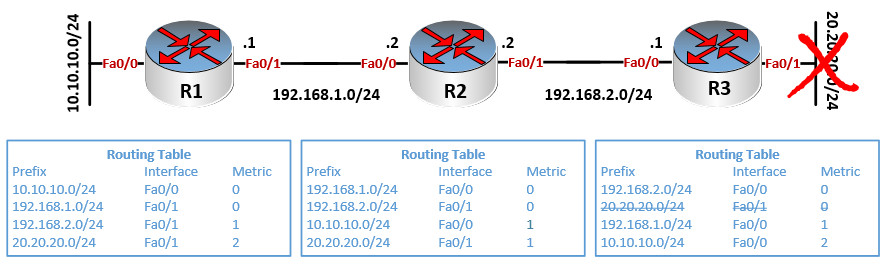 10.10.10.0/24
Fa0/0
R1
.1
Fa0/1
192.168.1.0/24
.2
Fa0/0
R2
.2
Fa0/1
192.168.2.0/24
.1
Fa0/0
R3
Fa0/1
20.20.20.0/24
Routing Table
Prefix Interface Metric
10.10.10.0/24 Fa0/0 0
192.168.1.0/24 Fa0/1 0
192.168.2.0/24 Fa0/1 1
20.20.20.0/24 Fa0/1 2
Routing Table
Prefix Interface Metric
192.168.1.0/24 Fa0/0 0
192.168.2.0/24 Fa0/1 0
10.10.10.0/24 Fa0/0 1
20.20.20.0/24 Fa0/1 1
Routing Table
Prefix Interface Metric
192.168.2.0/24 Fa0/0 0
20.20.20.0/24 Fa0/1 0
192.168.1.0/24 Fa0/0 1
10.10.10.0/24 Fa0/0 2